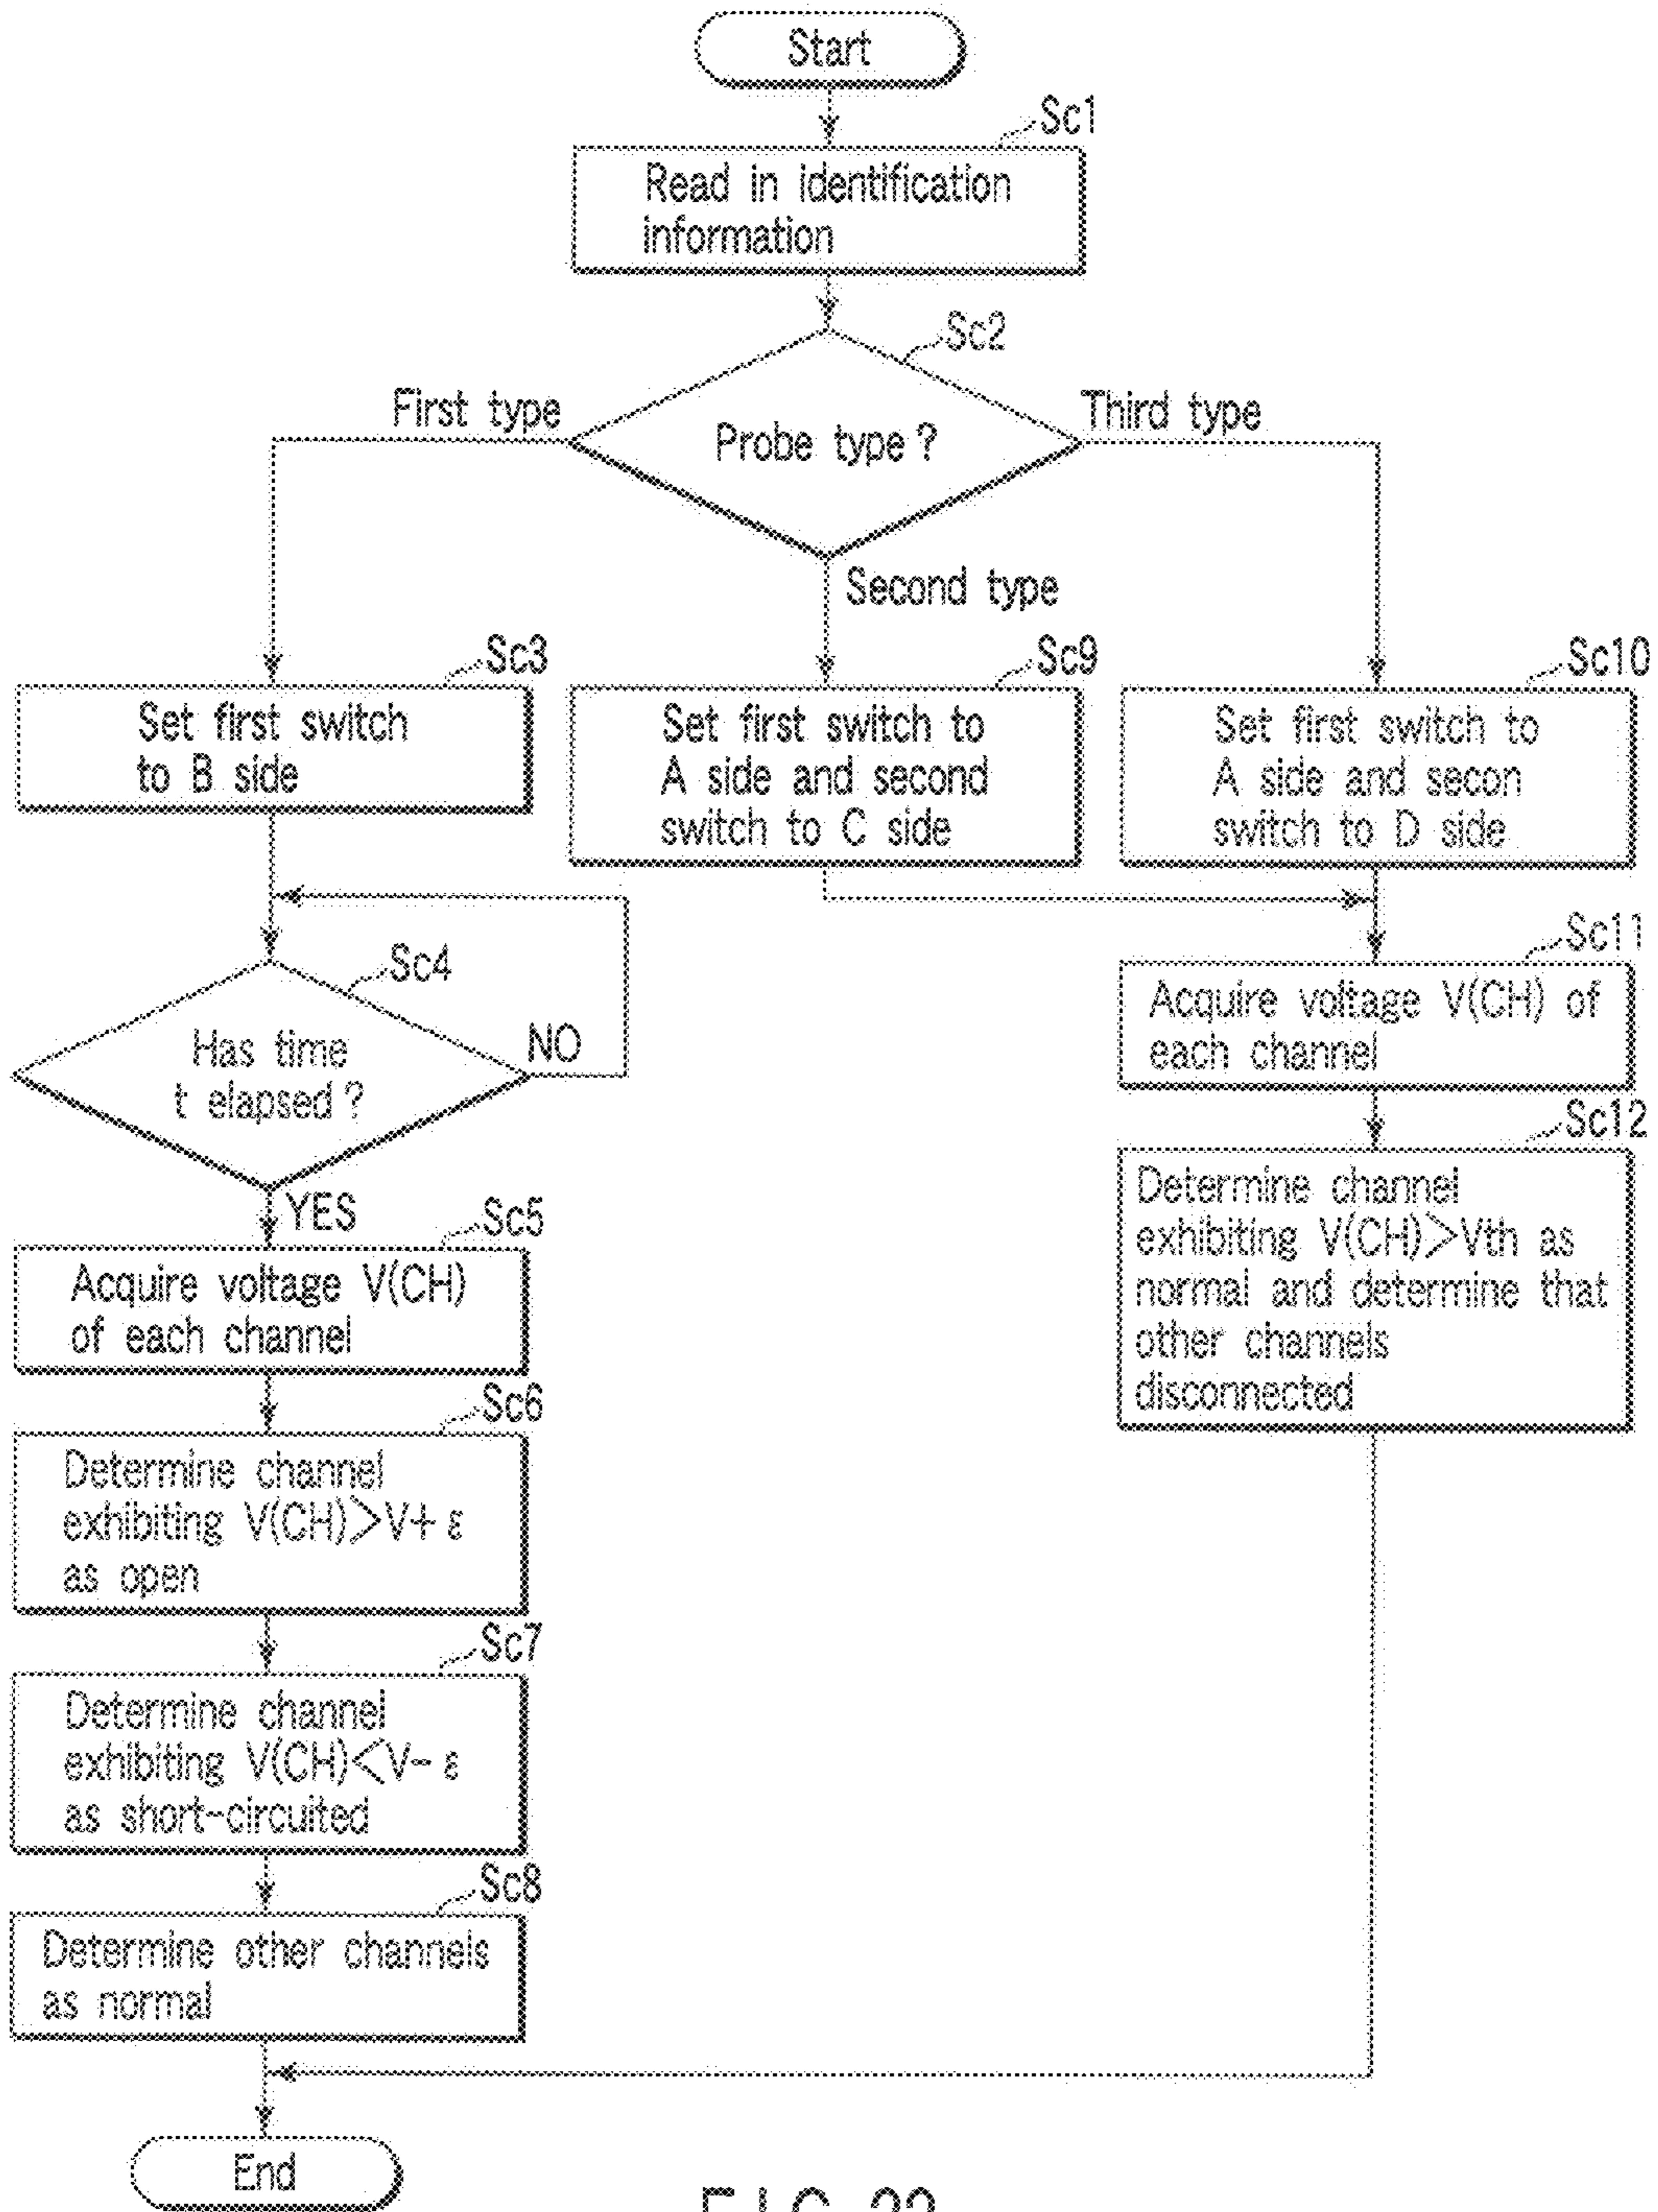 Start
Sc1
Read in identification
information
Sc2
First type
Probe type?
Third type
Second type
Sc3
Set first switch
to B side
Sc9
Set first switch to
A side and second
switch to C side
Sc10
Set first switch to
A side and secon
switch to D side
Sc4
Has time
t elapsed?
NO
YES
Sc5
Acquire voltage V(CH)
of each channel
Sc6
Determine channel
exhibiting V(CH)>V+ε
as open
Sc7
Determine channel
exhibiting V(CH)<V-ε
as short-circuited
Sc8
Determine other channels
as normal
Sc11
Acquire voltage V(CH) of
each channel
Sc12
Determine channel
exhibiting V(CH)>Vth as
normal and determine that
other channels
disconnected
End